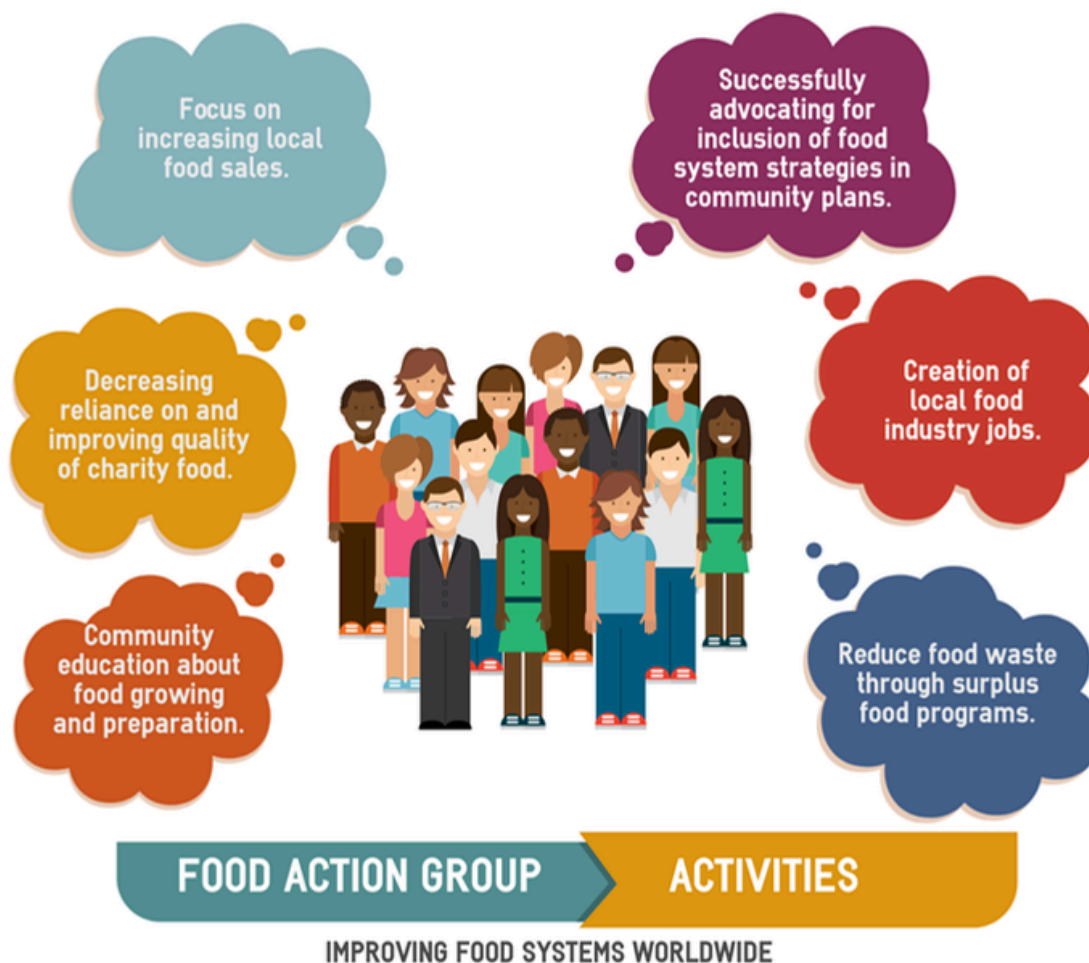 Focus on
increasing local
food sales.
Successfully
advocating for
inclusion of food
system strategies in
community plans.
Decreasing
reliance on and
improving quality
of charity food.
Creation of
local food
industry jobs.
Community
education about
food growing
and preparation.
Reduce food waste
through surplus
food programs.
FOOD ACTION GROUP
ACTIVITIES
IMPROVING FOOD SYSTEMS WORLDWIDE